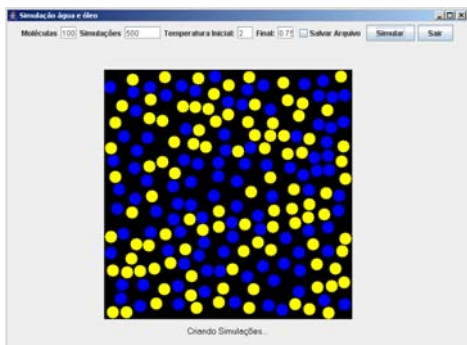 Simulação água e óleo
Moléculas 100 Simulações 500 Temperatura Inicial: 2 Final: 0.75 Salvar Arquivo Simular Sair
Criando Simulações...